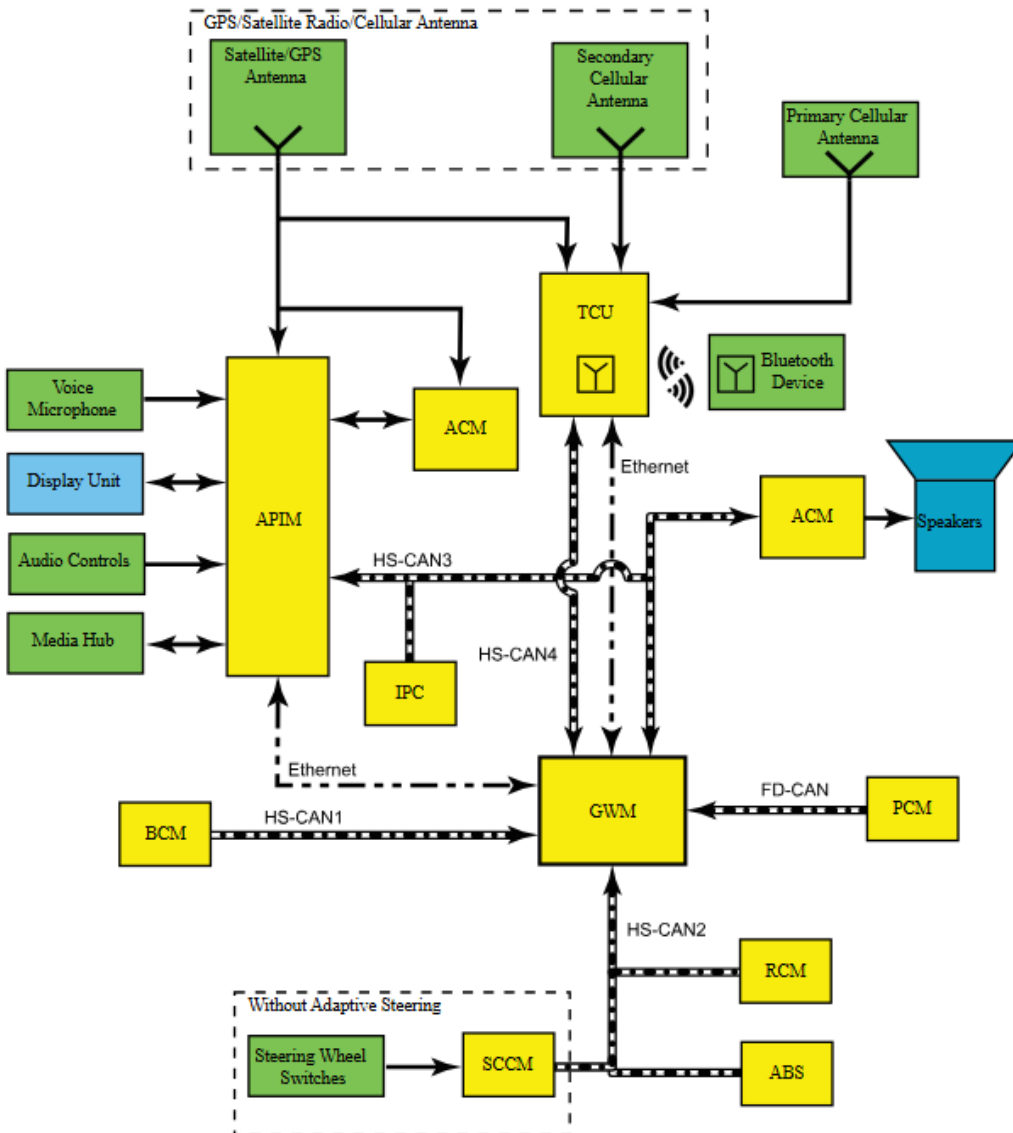 GPS/Satellite Radio/Cellular Antenna
Satellite/GPS
Antenna
Secondary
Cellular
Antenna
Primary Cellular
Antenna
TCU
Bluetooth
Device
Voice
Microphone
ACM
Ethernet
Display Unit
APIM
ACM
Speakers
Audio Controls
HS-CAN3
Media Hub
HS-CAN4
IPC
Ethernet
FD-CAN
BCM
HS-CAN1
GWM
PCM
HS-CAN2
RCM
Without Adaptive Steering
Steering Wheel
Switches
SCCM
ABS